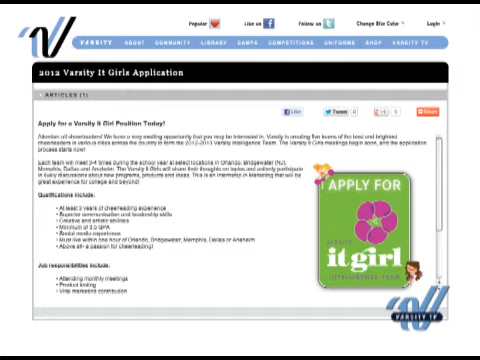 Popular
Like us
Follow us
Change Site Color
Login
VARSITY ABOUT COMMUNITY LIBRARY CAMPS COMPETITIONS UNIFORMS SHOP VARSITY TV
2012 Varsity It Girls Application
ARTICLES (1)
Like Tweet 0 +1 0 Share
Apply for a Varsity It Girl Position Today!
Attention all cheerleaders! We have a very exciting opportunity that you may be interested in. Varsity is creating five teams of the best and brightest
cheerleaders in various cities across the country to form the 2012-2013 Varsity Intelligence Team. The Varsity It Girls meetings begin soon, and the application
process starts now!
Each team will meet 3-4 times during the school year at select locations in Orlando, Bridgewater (NJ),
Memphis, Dallas and Anaheim. The Varsity It Girls will share their thoughts on topics and actively participate
in lively discussions about new programs, products and ideas. This is an internship in Marketing that will be
great experience for college and beyond!
Qualifications include:
• At least 3 years of cheerleading experience
• Superior communication and leadership skills
• Creative and artistic abilities
• Minimum of 3.5 GPA
• Social media experience
• Must live within one hour of Orlando, Bridgewater, Memphis, Dallas or Anaheim
• Above all- a passion for cheerleading!
Job responsibilities include:
• Attending monthly meetings
• Product testing
• Viral marketing contribution
APPLY FOR
VARSITY
it girl
INTELLIGENCE TEAM
VARSITY TV